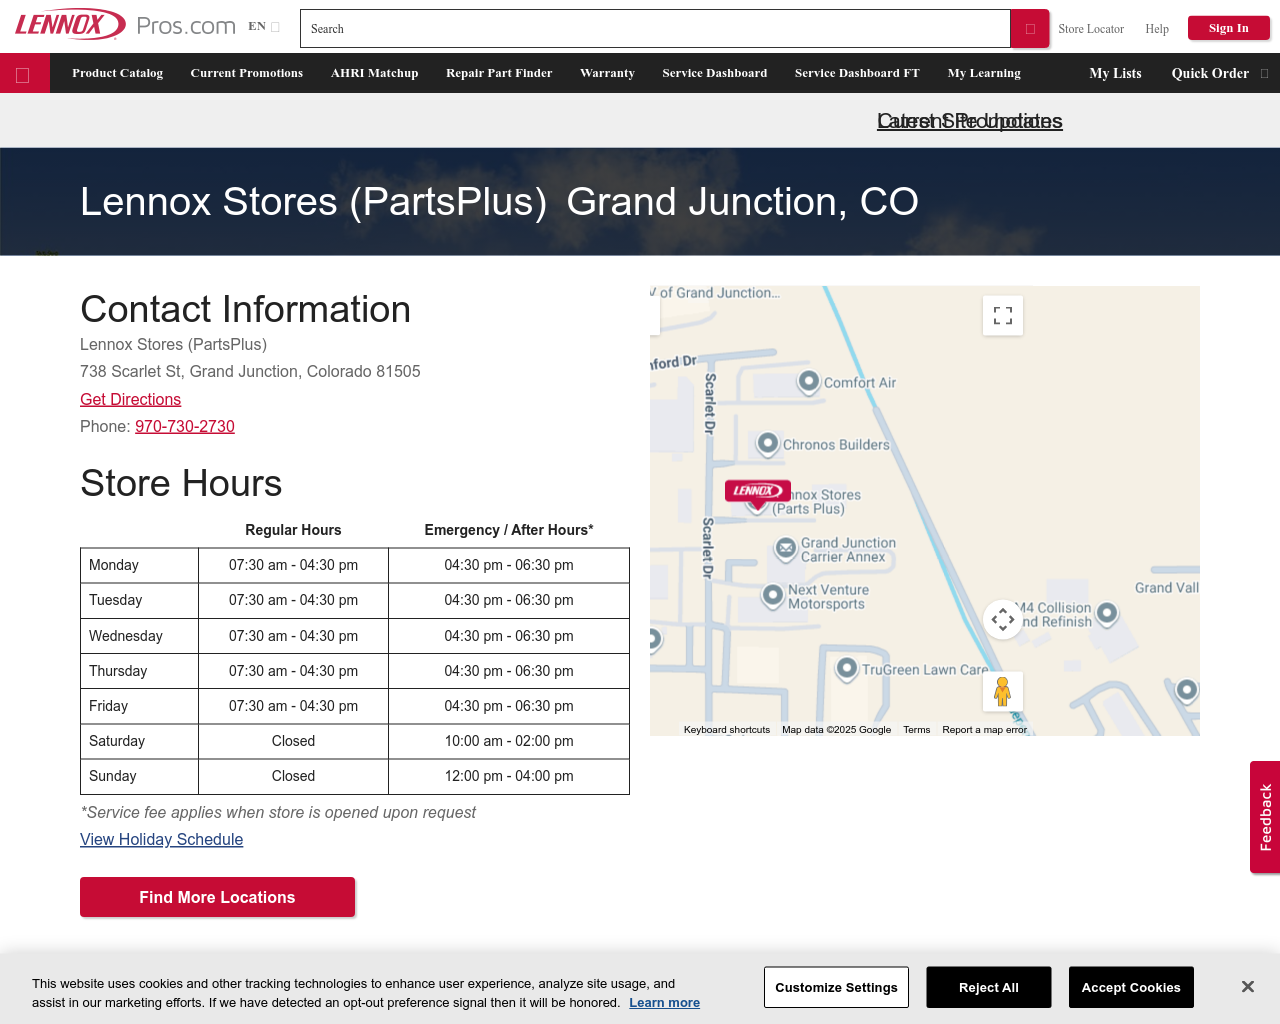 LENNOX Pros.com EN Search Store Locator Help Sign In
Product Catalog Current Promotions AHRI Matchup Repair Part Finder Warranty Service Dashboard Service Dashboard FT My Learning My Lists Quick Order
Current Promotions
Latest Site Updates
Lennox Stores (PartsPlus) Grand Junction, CO
Contact Information
Lennox Stores (PartsPlus)
738 Scarlet St, Grand Junction, Colorado 81505
Get Directions
Phone: 970-730-2730
Store Hours
Regular Hours Emergency / After Hours*
Monday 07:30 am - 04:30 pm 04:30 pm - 06:30 pm
Tuesday 07:30 am - 04:30 pm 04:30 pm - 06:30 pm
Wednesday 07:30 am - 04:30 pm 04:30 pm - 06:30 pm
Thursday 07:30 am - 04:30 pm 04:30 pm - 06:30 pm
Friday 07:30 am - 04:30 pm 04:30 pm - 06:30 pm
Saturday Closed 10:00 am - 02:00 pm
Sunday Closed 12:00 pm - 04:00 pm
*Service fee applies when store is opened upon request
View Holiday Schedule
Find More Locations
of Grand Junction...
nford Dr
Scarlet Dr
Comfort Air
Chronos Builders
LENNOX
nnox Stores
(Parts Plus)
Scarlet Dr
Grand Junction
Carrier Annex
Next Venture
Motorsports
Grand Vall
M4 Collision
nd Refinish
TruGreen Lawn Care
Keyboard shortcuts Map data ©2025 Google Terms Report a map error
Feedback
This website uses cookies and other tracking technologies to enhance user experience, analyze site usage, and
assist in our marketing efforts. If we have detected an opt-out preference signal then it will be honored. Learn more
Customize Settings Reject All Accept Cookies